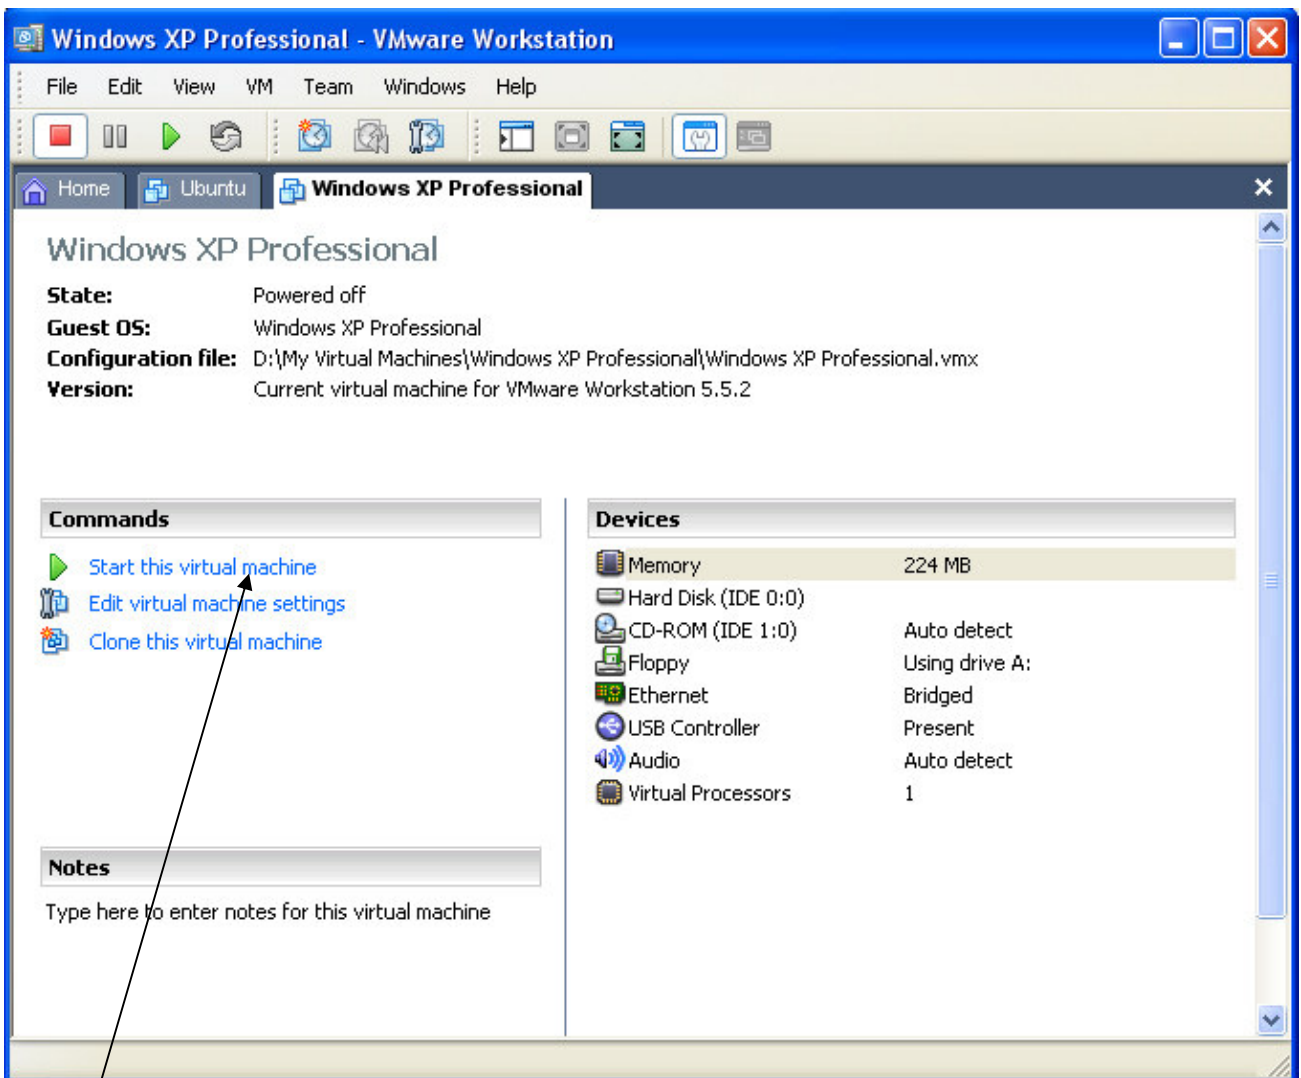 Windows XP Professional - VMware Workstation
File Edit View VM Team Windows Help
Home Ubuntu Windows XP Professional
Windows XP Professional
State: Powered off
Guest OS: Windows XP Professional
Configuration file: D:\My Virtual Machines\Windows XP Professional\Windows XP Professional.vmx
Version: Current virtual machine for VMware Workstation 5.5.2
Commands
Start this virtual machine
Edit virtual machine settings
Clone this virtual machine
Devices
Memory 224 MB
Hard Disk (IDE 0:0)
CD-ROM (IDE 1:0) Auto detect
Floppy Using drive A:
Ethernet Bridged
USB Controller Present
Audio Auto detect
Virtual Processors 1
Notes
Type here to enter notes for this virtual machine